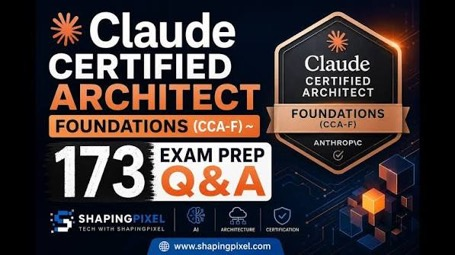 Claude
CERTIFIED
ARCHITECT
FOUNDATIONS (CCA-F) ~
173 EXAM PREP
Q&A
SHAPINGPIXEL
TECH WITH SHAPINGPIXEL
AI
ARCHITECTURE
CERTIFICATION
www.shapingpixel.com
Claude
CERTIFIED
ARCHITECT
FOUNDATIONS
(CCA-F)
ANTHROP\C